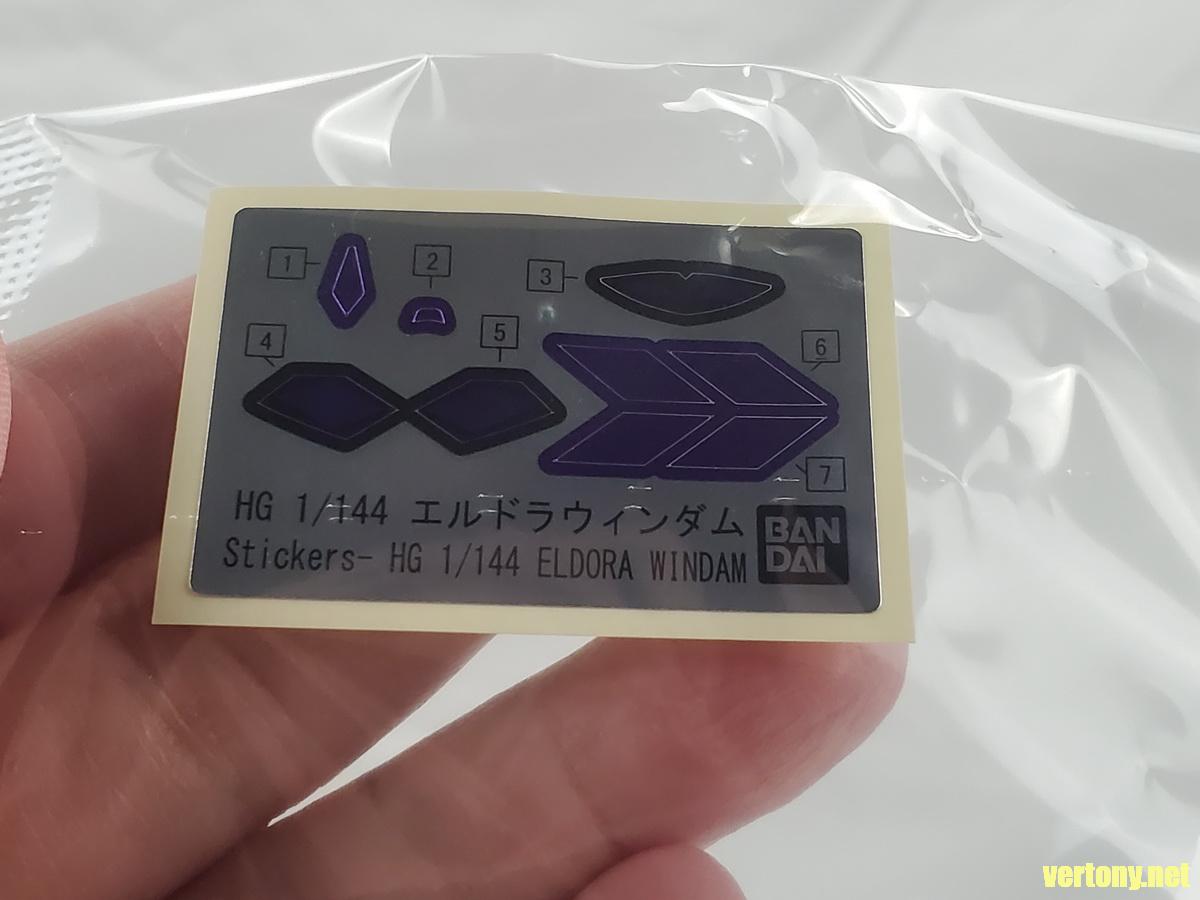 1
2
3
4
5
6
7
HG 1/144 エルドラウィンダム
Stickers- HG 1/144 ELDORA WINDAM
BAN
DAI
vertony.net